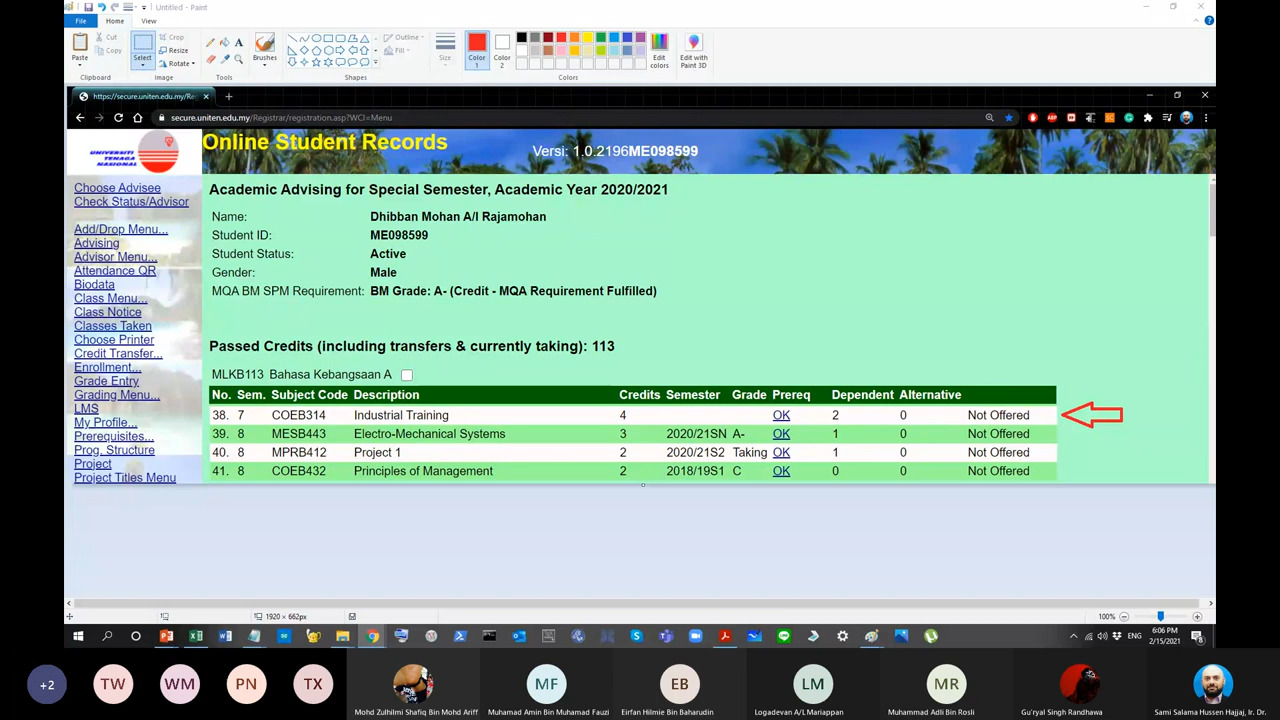 Untitled - Paint
File Home View
Paste
Cut
Copy
Clipboard
Select
Crop
Resize
Rotate
Image
Tools
Brushes
Shapes
Outline
Fill
Size
Color 1
Color 2
Colors
Edit colors
Edit with Paint 3D
https://secure.uniten.edu.my/Re
secure.uniten.edu.my/Registrar/registration.asp?WCI=Menu
UNIVERSITI TENAGA NASIONAL
Online Student Records
Versi: 1.0.2196ME098599
Choose Advisee
Check Status/Advisor
Add/Drop Menu...
Advising
Advisor Menu...
Attendance QR
Biodata
Class Menu...
Class Notice
Classes Taken
Choose Printer
Credit Transfer...
Enrollment...
Grade Entry
Grading Menu...
LMS
My Profile...
Prerequisites...
Prog. Structure
Project
Project Titles Menu
Academic Advising for Special Semester, Academic Year 2020/2021
Name: Dhibban Mohan A/l Rajamohan
Student ID: ME098599
Student Status: Active
Gender: Male
MQA BM SPM Requirement: BM Grade: A- (Credit - MQA Requirement Fulfilled)
Passed Credits (including transfers & currently taking): 113
MLKB113 Bahasa Kebangsaan A
No. Sem. Subject Code Description Credits Semester Grade Prereq Dependent Alternative
38. 7 COEB314 Industrial Training 4 OK 2 0 Not Offered
39. 8 MESB443 Electro-Mechanical Systems 3 2020/21SN A- OK 1 0 Not Offered
40. 8 MPRB412 Project 1 2 2020/21S2 Taking OK 1 0 Not Offered
41. 8 COEB432 Principles of Management 2 2018/19S1 C OK 0 0 Not Offered
1920 × 662px
100%
ENG
6:06 PM
2/15/2021
+2
TW
WM
PN
TX
MF
EB
LM
MR
Mohd Zulhilmi Shafiq Bin Mohd Ariff
Muhamad Amin Bin Muhamad Fauzi
Eirfan Hilmie Bin Baharudin
Logadevan A/L Mariappan
Muhammad Adli Bin Rosli
Gu'ryal Singh Randhawa
Sami Salama Hussen Hajjaj, Ir. Dr.